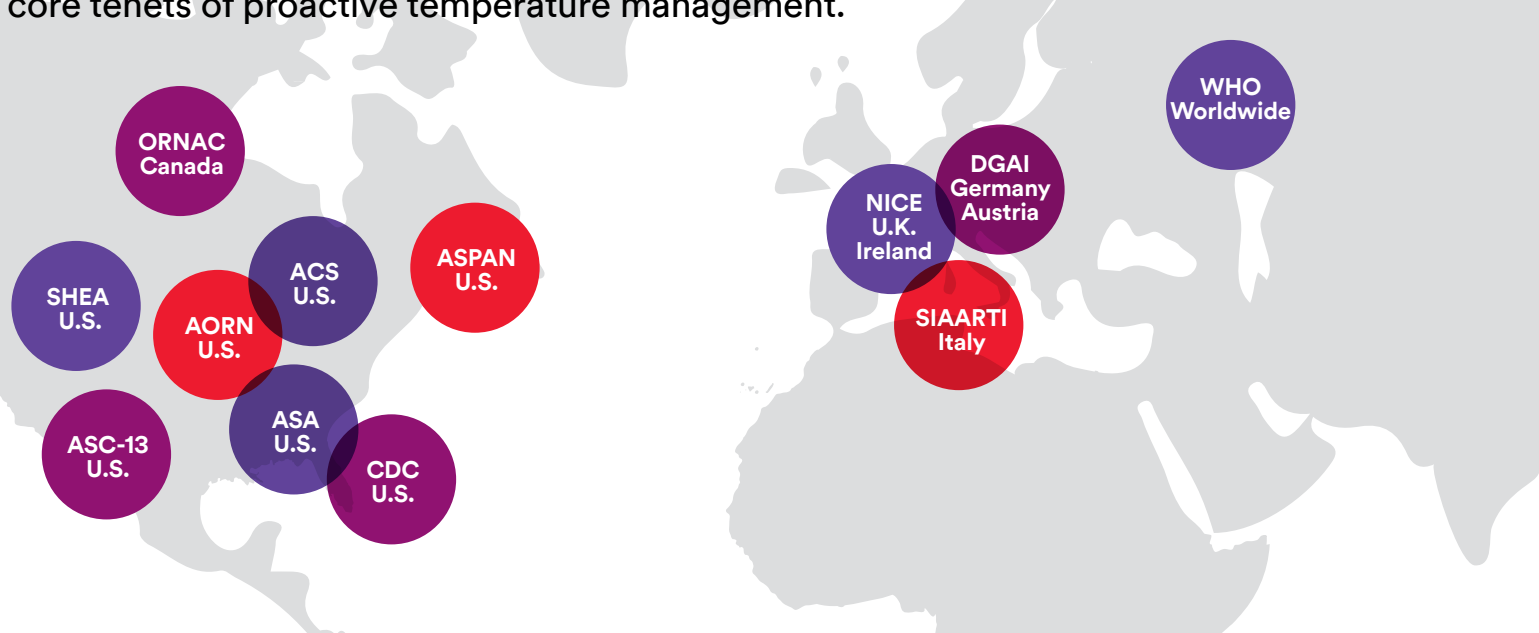 core tenets of proactive temperature management.
ORNAC
Canada
SHEA
U.S.
AORN
U.S.
ACS
U.S.
ASPAN
U.S.
ASC-13
U.S.
ASA
U.S.
CDC
U.S.
NICE
U.K.
Ireland
DGAI
Germany
Austria
SIAARTI
Italy
WHO
Worldwide